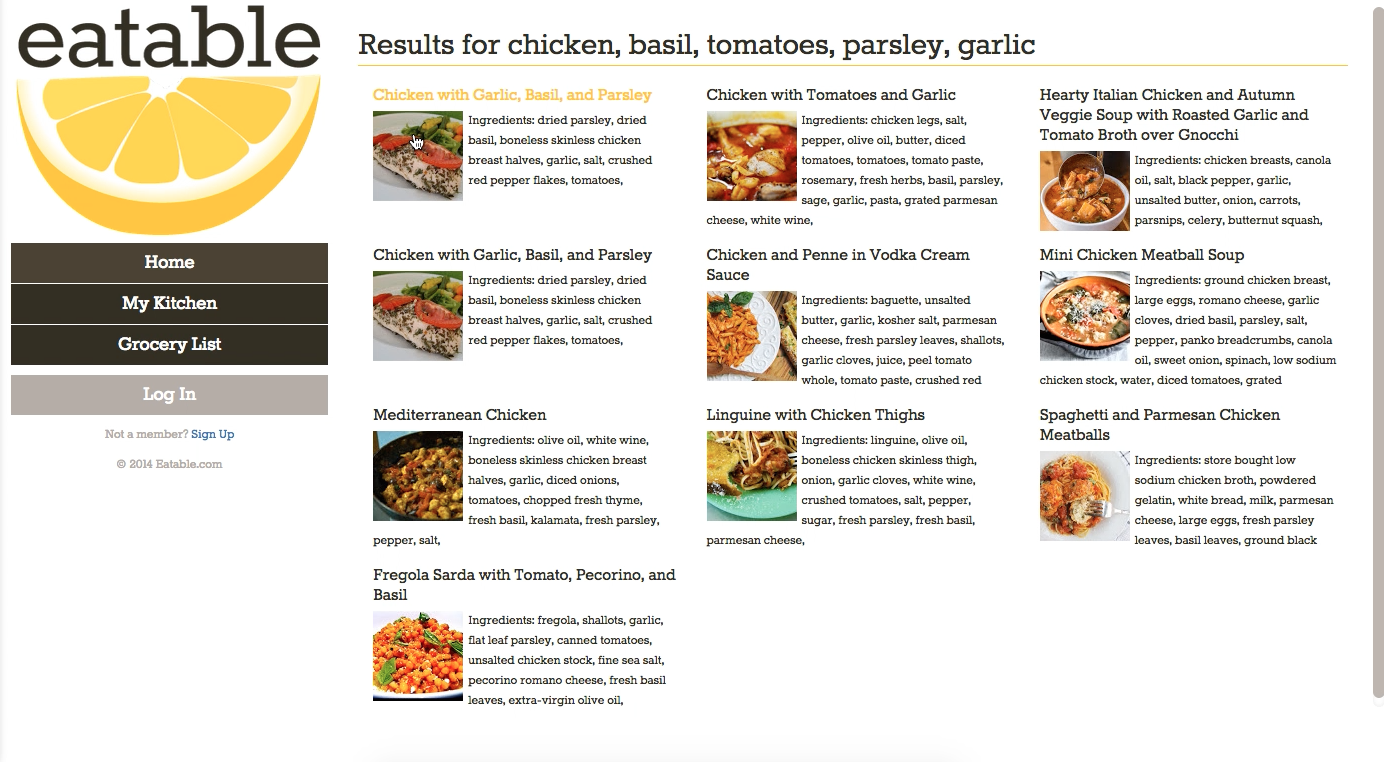 eatable
Home
My Kitchen
Grocery List
Log In
Not a member? Sign Up
© 2014 Eatable.com
Results for chicken, basil, tomatoes, parsley, garlic
Chicken with Garlic, Basil, and Parsley
Ingredients: dried parsley, dried
basil, boneless skinless chicken
breast halves, garlic, salt, crushed
red pepper flakes, tomatoes,
Chicken with Tomatoes and Garlic
Ingredients: chicken legs, salt,
pepper, olive oil, butter, diced
tomatoes, tomatoes, tomato paste,
rosemary, fresh herbs, basil, parsley,
sage, garlic, pasta, grated parmesan
cheese, white wine,
Hearty Italian Chicken and Autumn
Veggie Soup with Roasted Garlic and
Tomato Broth over Gnocchi
Ingredients: chicken breasts, canola
oil, salt, black pepper, garlic,
unsalted butter, onion, carrots,
parsnips, celery, butternut squash,
Chicken with Garlic, Basil, and Parsley
Ingredients: dried parsley, dried
basil, boneless skinless chicken
breast halves, garlic, salt, crushed
red pepper flakes, tomatoes,
Chicken and Penne in Vodka Cream
Sauce
Ingredients: baguette, unsalted
butter, garlic, kosher salt, parmesan
cheese, fresh parsley leaves, shallots,
garlic cloves, juice, peel tomato
whole, tomato paste, crushed red
Mini Chicken Meatball Soup
Ingredients: ground chicken breast,
large eggs, romano cheese, garlic
cloves, dried basil, parsley, salt,
pepper, panko breadcrumbs, canola
oil, sweet onion, spinach, low sodium
chicken stock, water, diced tomatoes, grated
Mediterranean Chicken
Ingredients: olive oil, white wine,
boneless skinless chicken breast
halves, garlic, diced onions,
tomatoes, chopped fresh thyme,
fresh basil, kalamata, fresh parsley,
pepper, salt,
Linguine with Chicken Thighs
Ingredients: linguine, olive oil,
boneless chicken skinless thigh,
onion, garlic cloves, white wine,
crushed tomatoes, salt, pepper,
sugar, fresh parsley, fresh basil,
parmesan cheese,
Spaghetti and Parmesan Chicken
Meatballs
Ingredients: store bought low
sodium chicken broth, powdered
gelatin, white bread, milk, parmesan
cheese, large eggs, fresh parsley
leaves, basil leaves, ground black
Fregola Sarda with Tomato, Pecorino, and
Basil
Ingredients: fregola, shallots, garlic,
flat leaf parsley, canned tomatoes,
unsalted chicken stock, fine sea salt,
pecorino romano cheese, fresh basil
leaves, extra-virgin olive oil,